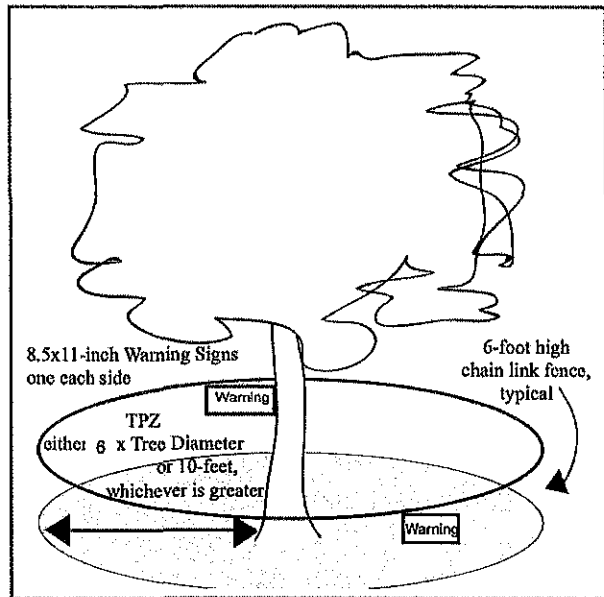 8.5x11-inch Warning Signs
one each side
6-foot high
chain link fence,
typical
Warning
TPZ
either 6 x Tree Diameter
or 10-feet,
whichever is greater
Warning